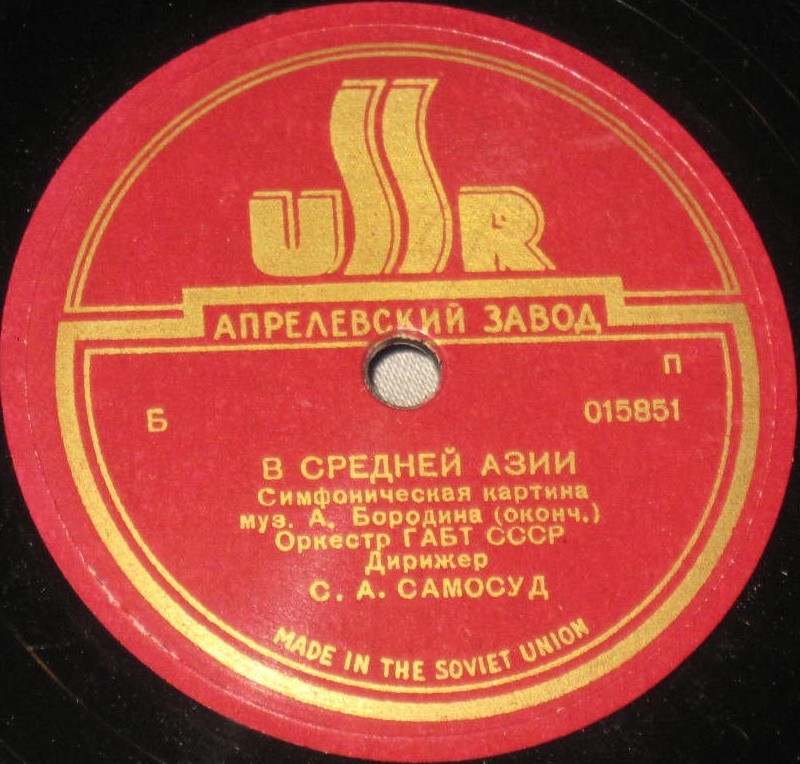 USSR
АПРЕЛЕВСКИЙ ЗАВОД
П
Б 015851
В СРЕДНЕЙ АЗИИ
Симфоническая картина
муз. А. Бородина (оконч.)
Оркестр ГАБТ СССР
Дирижер
С. А. САМОСУД
MADE IN THE SOVIET UNION